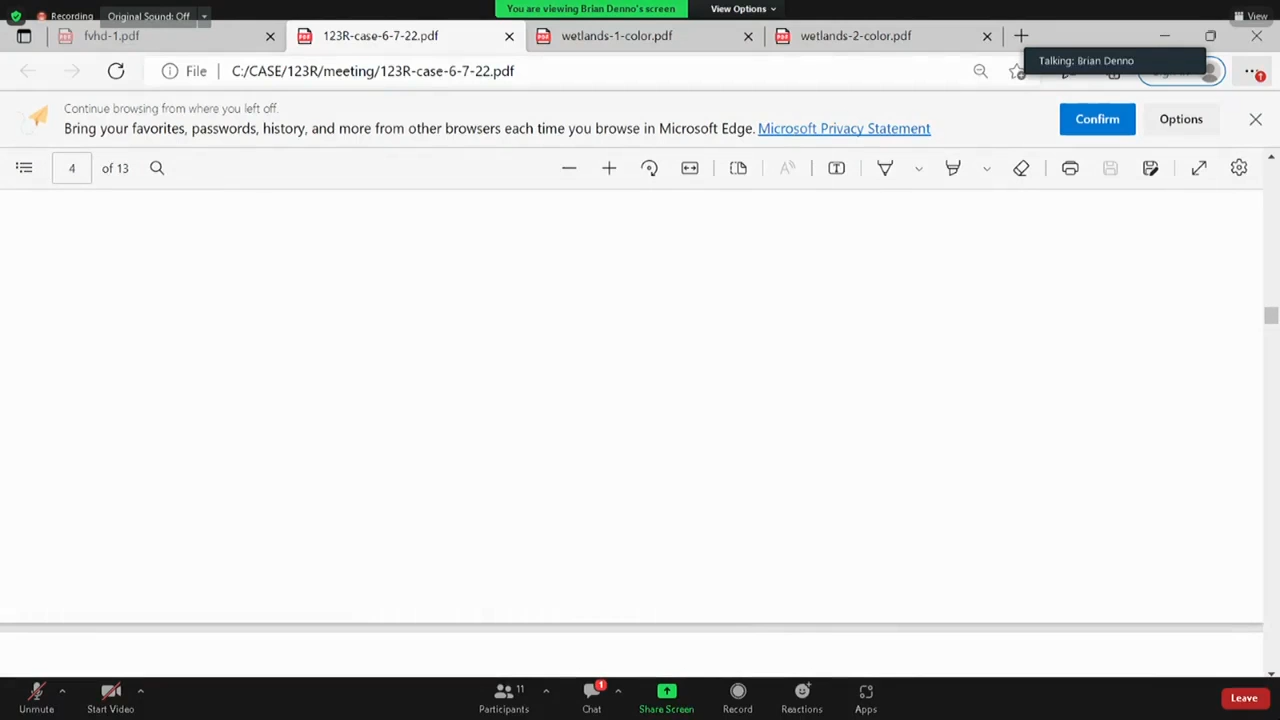 Recording
Original Sound: Off
You are viewing Brian Denno's screen
View Options
View
fvhd-1.pdf
123R-case-6-7-22.pdf
wetlands-1-color.pdf
wetlands-2-color.pdf
Talking: Brian Denno
File
C:/CASE/123R/meeting/123R-case-6-7-22.pdf
Continue browsing from where you left off.
Bring your favorites, passwords, history, and more from other browsers each time you browse in Microsoft Edge. Microsoft Privacy Statement
Confirm
Options
4 of 13
Unmute
Start Video
11
Participants
1
Chat
Share Screen
Record
Reactions
Apps
Leave